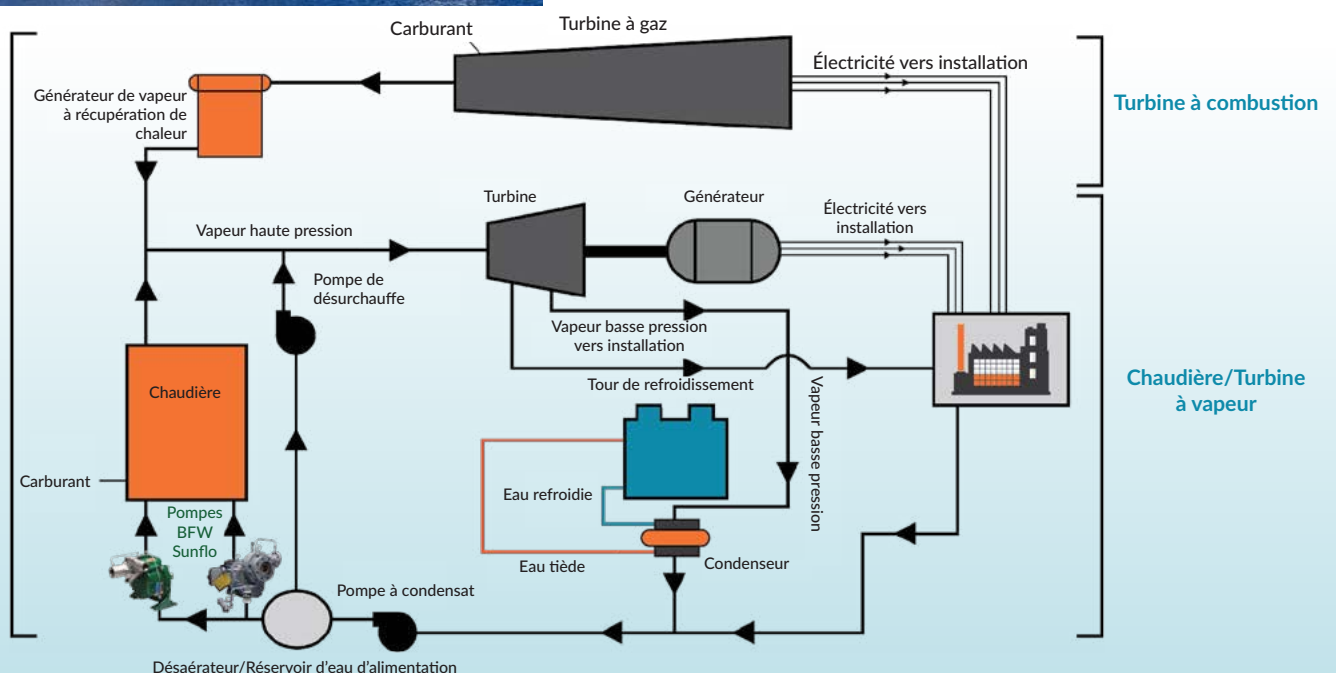 Carburant
Turbine à gaz
Électricité vers installation
Turbine à combustion
Générateur de vapeur
à récupération de
chaleur
Turbine
Générateur
Électricité vers
installation
Vapeur haute pression
Pompe de
désurchauffe
Vapeur basse pression
vers installation
Tour de refroidissement
Vapeur basse pression
Chaudière/Turbine
à vapeur
Chaudière
Carburant
Eau refroidie
Pompes
BFW
Sunflo
Eau tiède
Condenseur
Pompe à condensat
Désaérateur/Réservoir d'eau d'alimentation